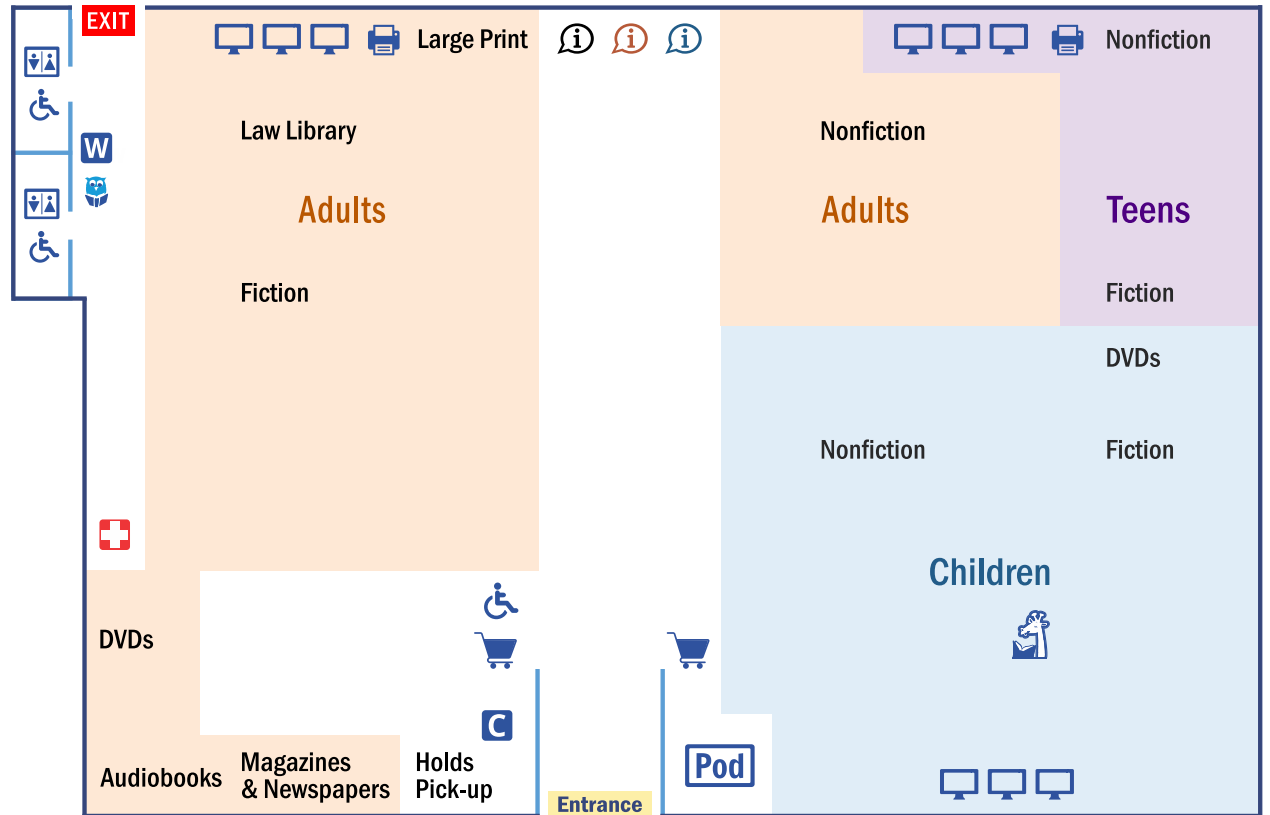 EXIT
Large Print
Nonfiction
W
Law Library
Nonfiction
Adults
Adults
Teens
Fiction
Fiction
DVDs
Nonfiction
Fiction
Children
DVDs
C
Holds
Pick-up
Pod
Audiobooks
Magazines
& Newspapers
Entrance